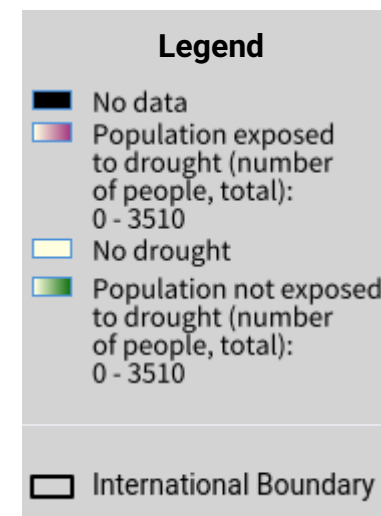 Legend
No data
Population exposed
to drought (number
of people, total):
0 - 3510
No drought
Population not exposed
to drought (number
of people, total):
0 - 3510
International Boundary